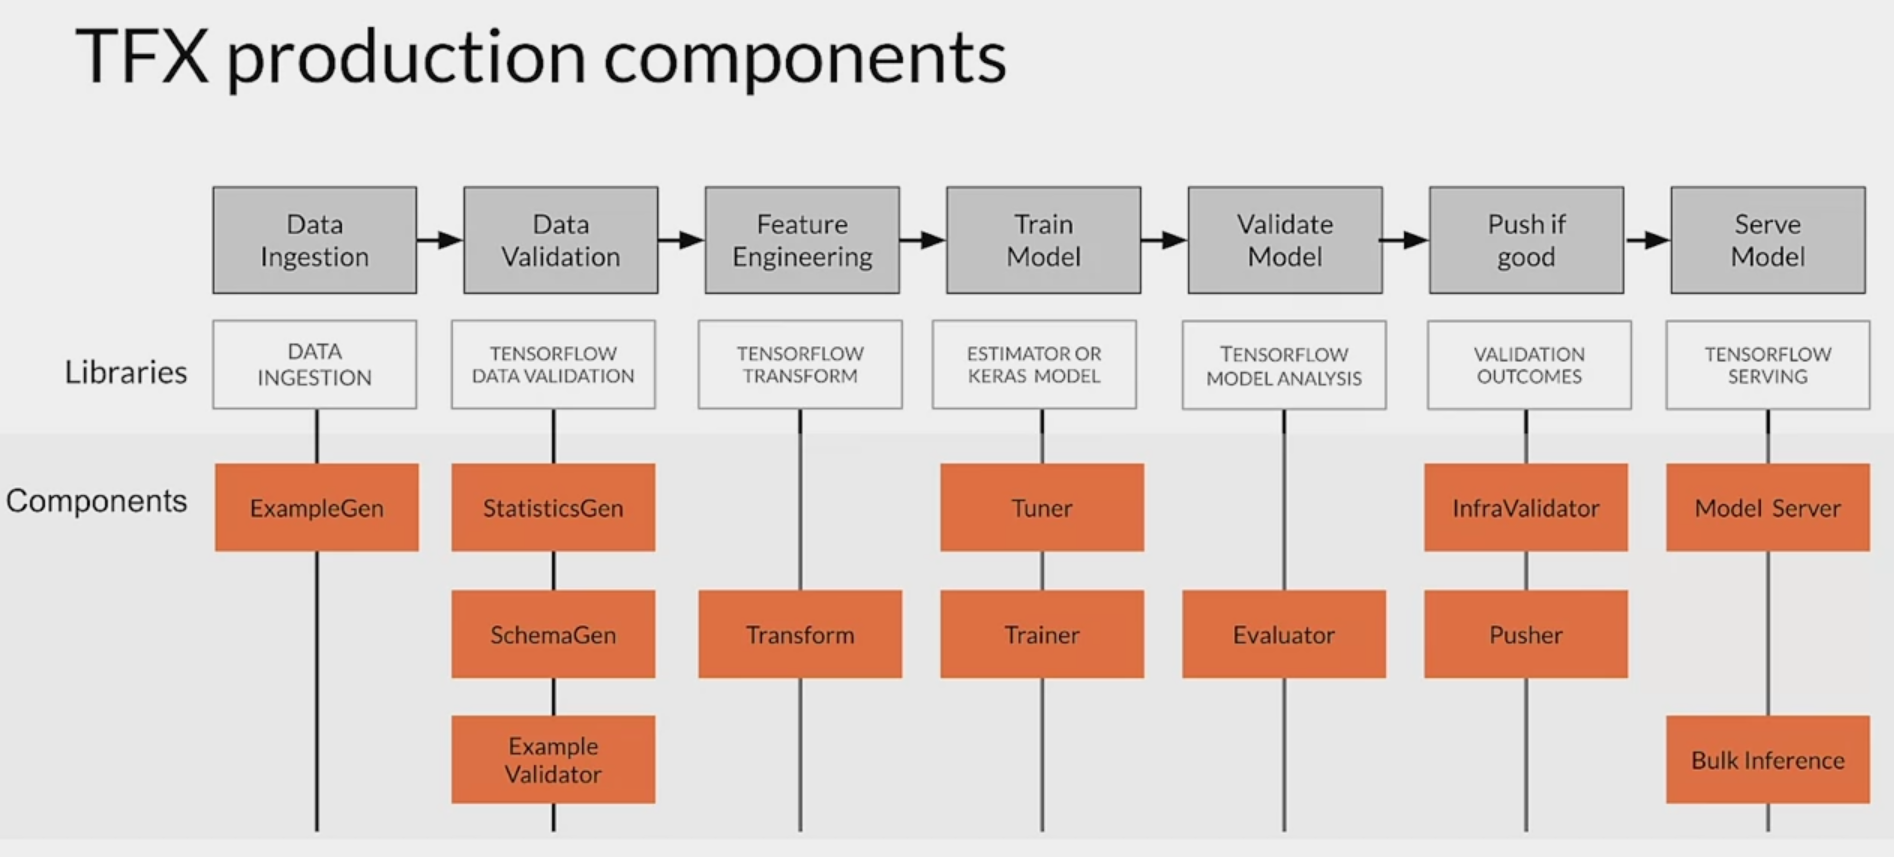 TFX production components
Data
Ingestion
Data
Validation
Feature
Engineering
Train
Model
Validate
Model
Push if
good
Serve
Model
Libraries
DATA
INGESTION
TENSORFLOW
DATA VALIDATION
TENSORFLOW
TRANSFORM
ESTIMATOR OR
KERAS MODEL
TENSORFLOW
MODEL ANALYSIS
VALIDATION
OUTCOMES
TENSORFLOW
SERVING
Components
ExampleGen
StatisticsGen
Tuner
InfraValidator
Model Server
SchemaGen
Transform
Trainer
Evaluator
Pusher
Example
Validator
Bulk Inference